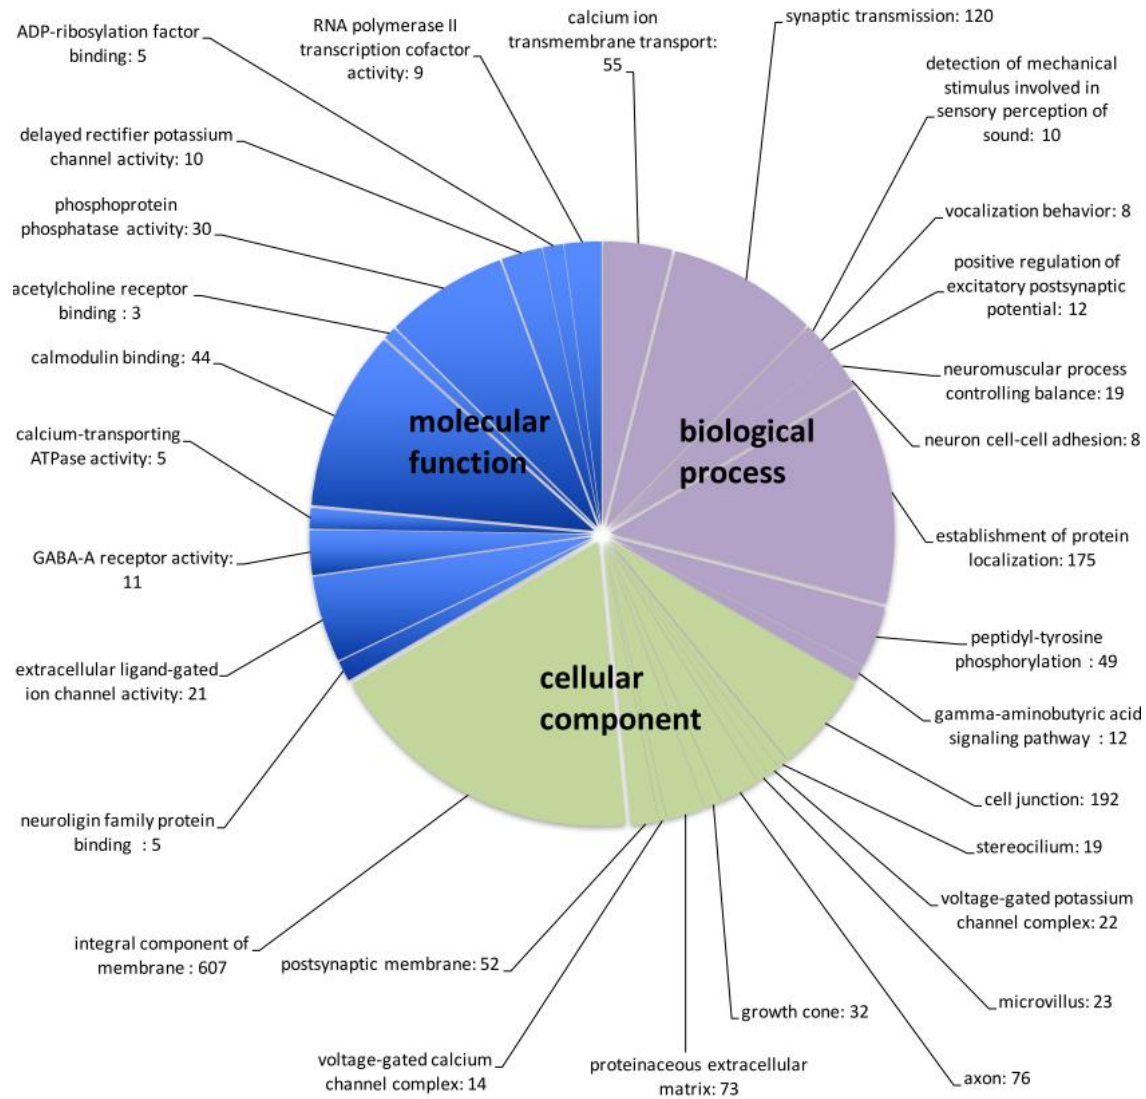 ADP-ribosylation factor
binding: 5
RNA polymerase II
transcription cofactor
activity: 9
calcium ion
transmembrane transport:
55
synaptic transmission: 120
detection of mechanical
stimulus involved in
sensory perception of
sound: 10
delayed rectifier potassium
channel activity: 10
phosphoprotein
phosphatase activity: 30
vocalization behavior: 8
positive regulation of
excitatory postsynaptic
potential: 12
acetylcholine receptor
binding : 3
calmodulin binding: 44
neuromuscular process
controlling balance: 19
neuron cell-cell adhesion: 8
calcium-transporting
ATPase activity: 5
molecular
function
biological
process
GABA-A receptor activity:
11
establishment of protein
localization: 175
extracellular ligand-gated
ion channel activity: 21
peptidyl-tyrosine
phosphorylation : 49
cellular
component
gamma-aminobutyric acid
signaling pathway : 12
neuroligin family protein
binding : 5
cell junction: 192
stereocilium: 19
integral component of
membrane : 607
postsynaptic membrane: 52
voltage-gated potassium
channel complex: 22
microvillus: 23
growth cone: 32
voltage-gated calcium
channel complex: 14
proteinaceous extracellular
matrix: 73
axon: 76